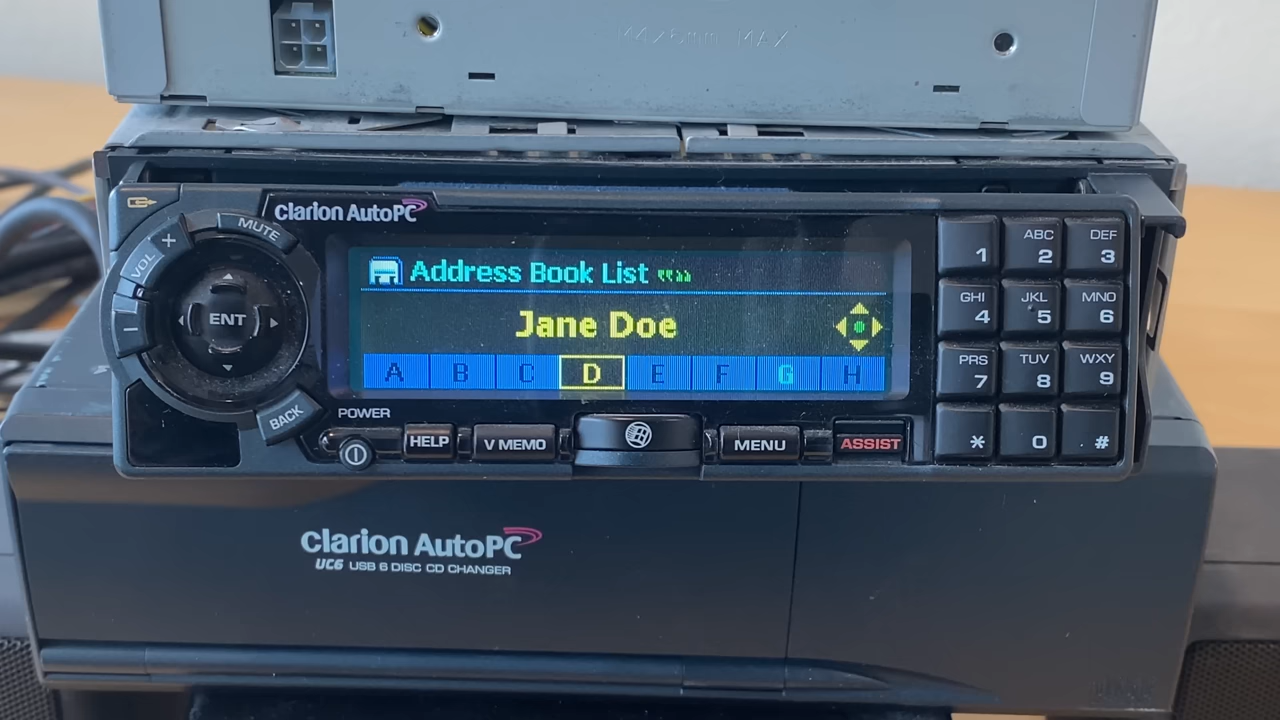 M4X6mm MAX
clarion AutoPC
MUTE
VOL
+
−
ENT
BACK
Address Book List
Jane Doe
A B C D E F G H
POWER
HELP
V MEMO
MENU
ASSIST
1 ABC 2 DEF 3
GHI 4 JKL 5 MNO 6
PRS 7 TUV 8 WXY 9
* 0 #
clarion AutoPC
UC6 USB 6 DISC CD CHANGER